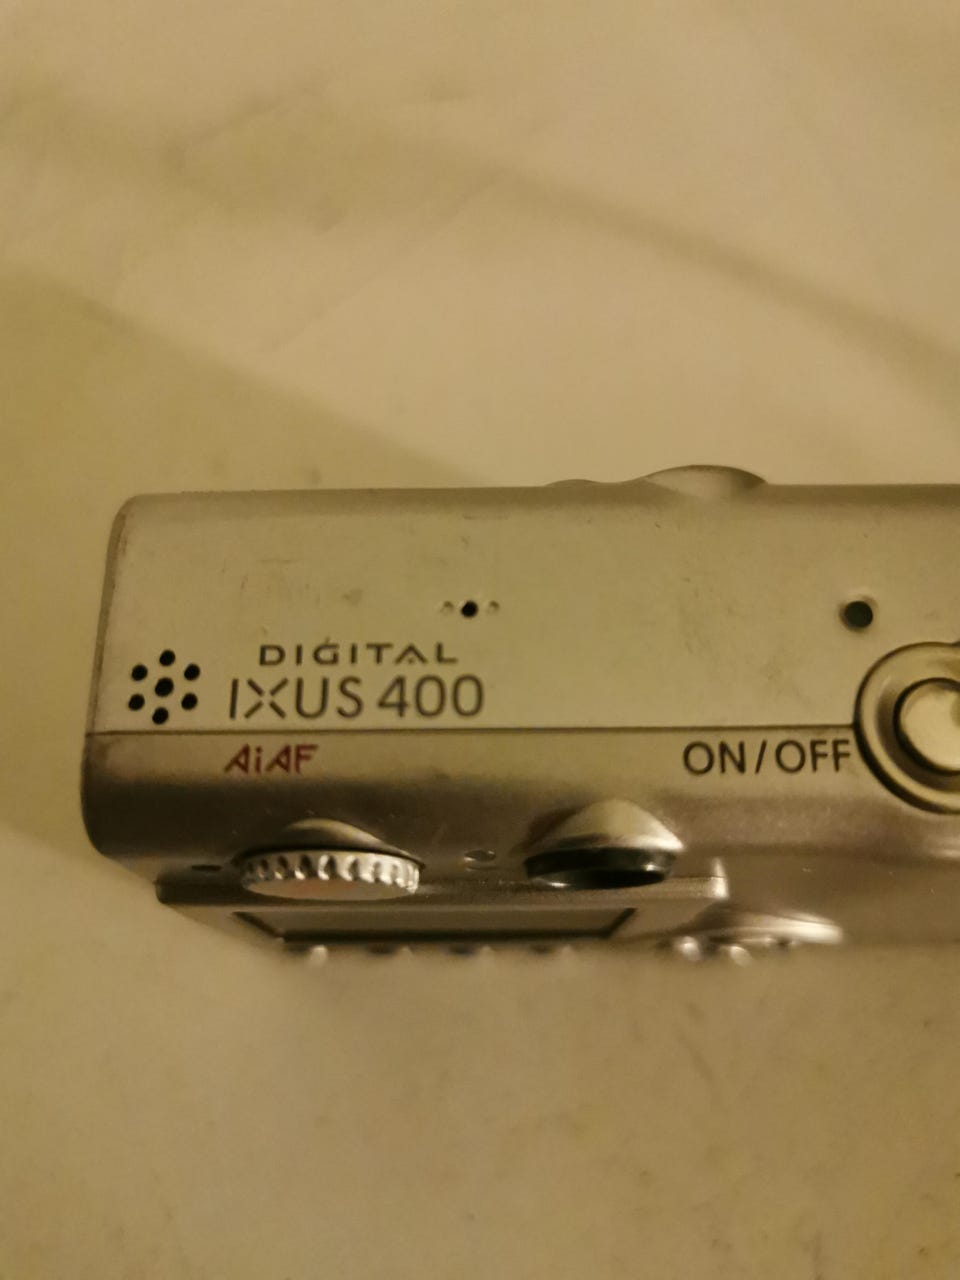 DIGITAL
IXUS 400
AiAF
ON/OFF